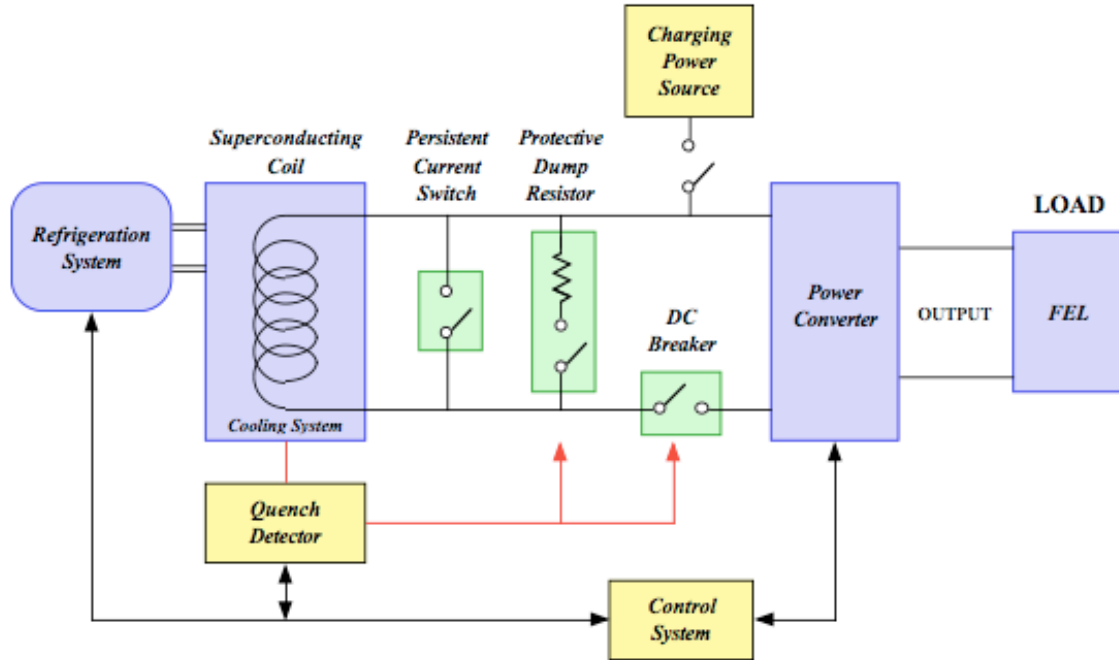 Charging
Power
Source
Superconducting
Coil
Persistent
Current
Switch
Protective
Dump
Resistor
LOAD
Refrigeration
System
DC
Breaker
Power
Converter
OUTPUT
FEL
Cooling System
Quench
Detector
Control
System